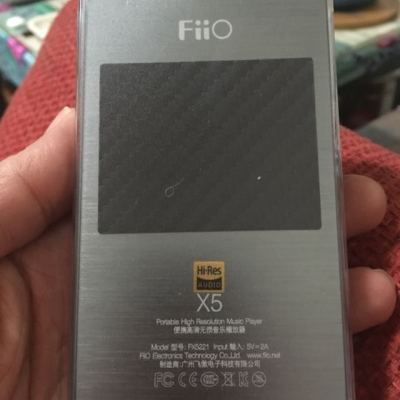 FiiO
Hi-Res
AUDIO
X5
Portable High Resolution Music Player
便携高清无损音乐播放器
Model 型号: FX5221 Input 输入: 5V⎓2A
FiiO Electronics Technology Co., Ltd. www.fiio.net
制造商:广州飞傲电子科技有限公司
FC CE